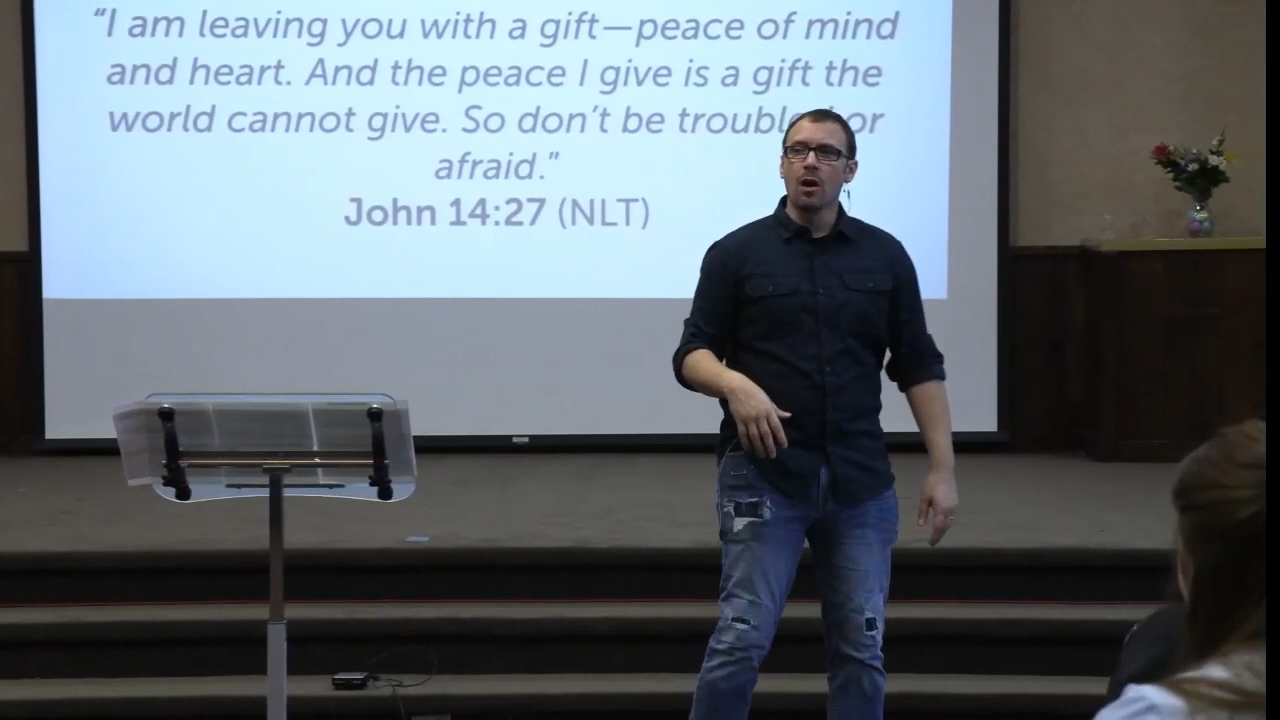 “I am leaving you with a gift—peace of mind
and heart. And the peace I give is a gift the
world cannot give. So don’t be or
afraid.”
John 14:27 (NLT)